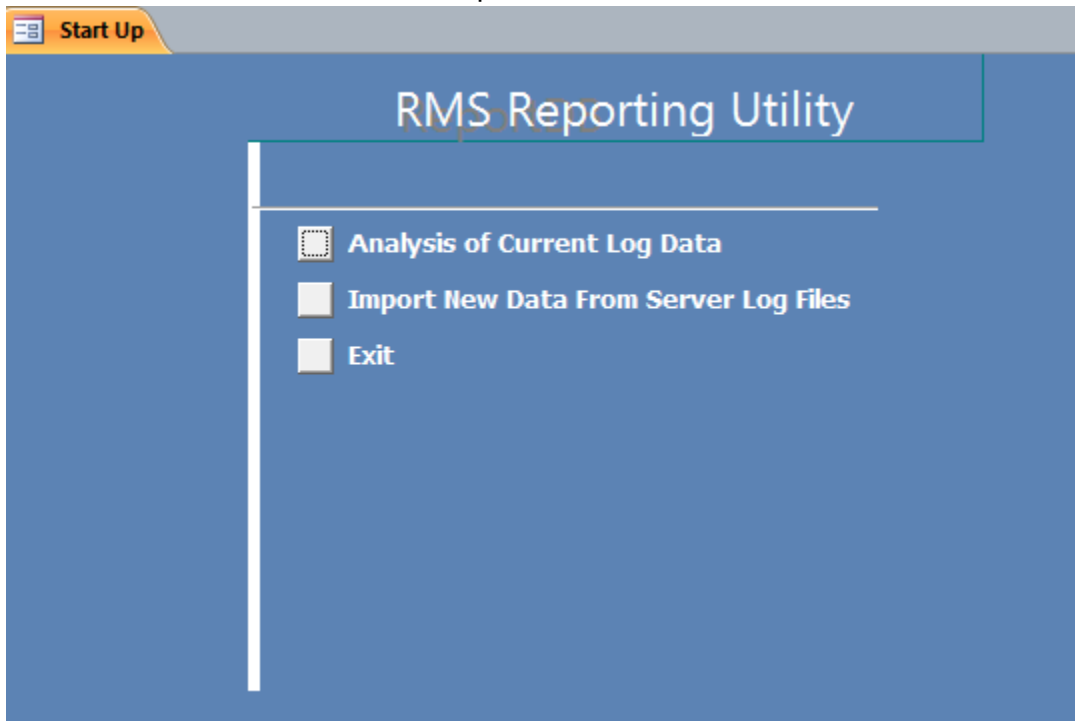 Start Up
RMS Reporting Utility
Analysis of Current Log Data
Import New Data From Server Log Files
Exit